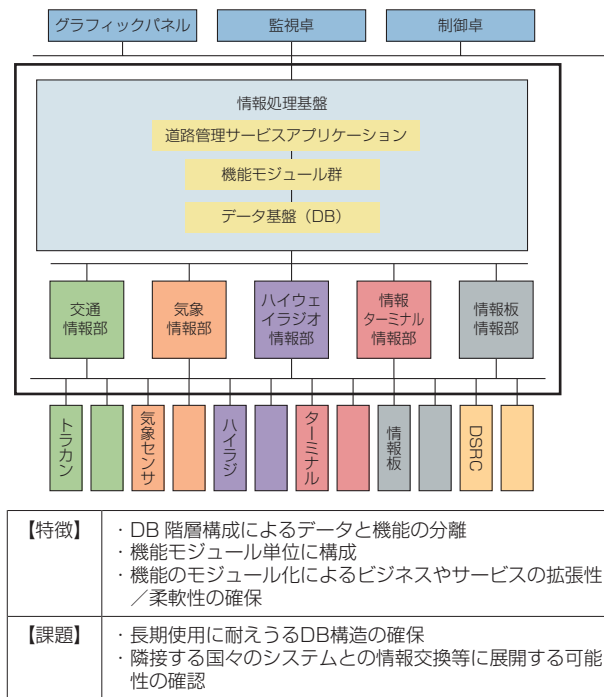 グラフィックパネル
監視卓
制御卓
情報処理基盤
道路管理サービスアプリケーション
機能モジュール群
データ基盤（DB）
交通
情報部
気象
情報部
ハイウェ
イラジオ
情報部
情報
ターミナル
情報部
情報板
情報部
トラカン
気象センサ
ハイラジ
ターミナル
情報板
DSRC
【特徴】
・DB 階層構成によるデータと機能の分離
・機能モジュール単位に構成
・機能のモジュール化によるビジネスやサービスの拡張性
／柔軟性の確保
【課題】
・長期使用に耐えうるDB構造の確保
・隣接する国々のシステムとの情報交換等に展開する可能
性の確認